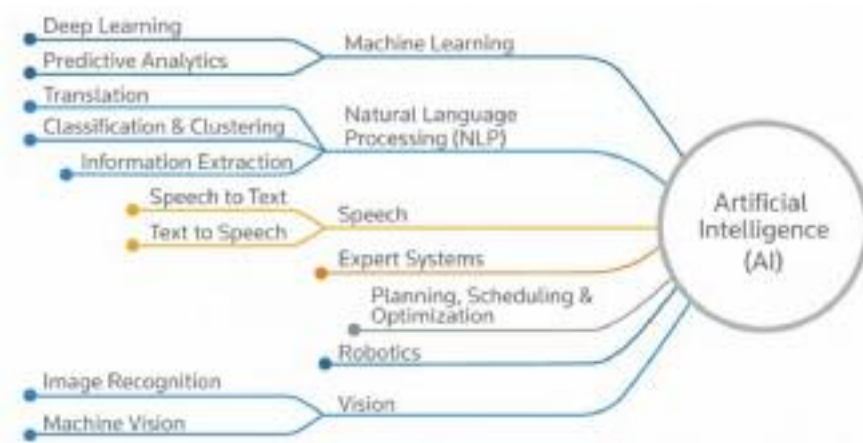 Deep Learning
Machine Learning
Predictive Analytics
Translation
Natural Language
Processing (NLP)
Classification & Clustering
Information Extraction
Speech to Text
Speech
Text to Speech
Expert Systems
Planning, Scheduling &
Optimization
Robotics
Image Recognition
Vision
Machine Vision
Artificial
Intelligence
(AI)